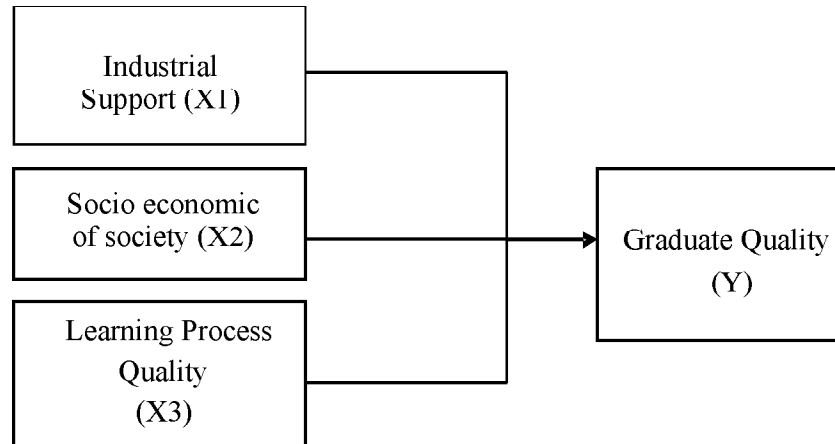 Industrial
Support (X1)
Socio economic
of society (X2)
Learning Process
Quality
(X3)
Graduate Quality
(Y)